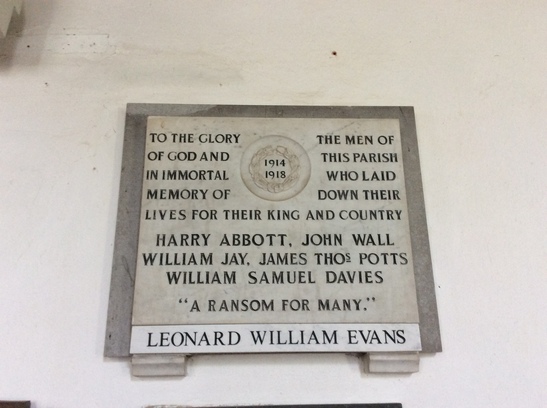 TO THE GLORY
OF GOD AND
IN IMMORTAL
MEMORY OF
1914
1918
THE MEN OF
THIS PARISH
WHO LAID
DOWN THEIR
LIVES FOR THEIR KING AND COUNTRY
HARRY ABBOTT, JOHN WALL
WILLIAM JAY, JAMES THOS POTTS
WILLIAM SAMUEL DAVIES
"A RANSOM FOR MANY."
LEONARD WILLIAM EVANS